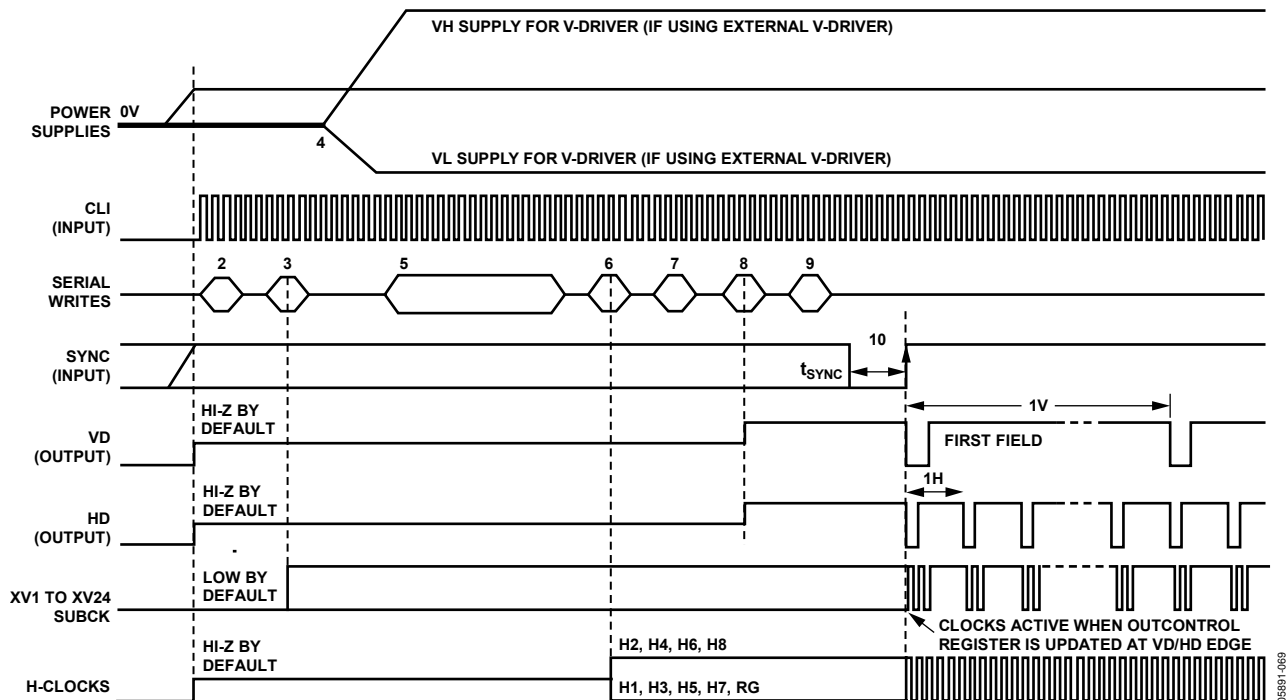 VH SUPPLY FOR V-DRIVER (IF USING EXTERNAL V-DRIVER)
POWER SUPPLIES
0V
4
VL SUPPLY FOR V-DRIVER (IF USING EXTERNAL V-DRIVER)
CLI
(INPUT)
SERIAL
WRITES
2
3
5
6
7
8
9
SYNC
(INPUT)
tSYNC
10
VD
(OUTPUT)
HI-Z BY
DEFAULT
1V
FIRST FIELD
HD
(OUTPUT)
HI-Z BY
DEFAULT
1H
XV1 TO XV24
SUBCK
LOW BY
DEFAULT
CLOCKS ACTIVE WHEN OUTCONTROL
REGISTER IS UPDATED AT VD/HD EDGE
H-CLOCKS
HI-Z BY
DEFAULT
H2, H4, H6, H8
H1, H3, H5, H7, RG
05891-069